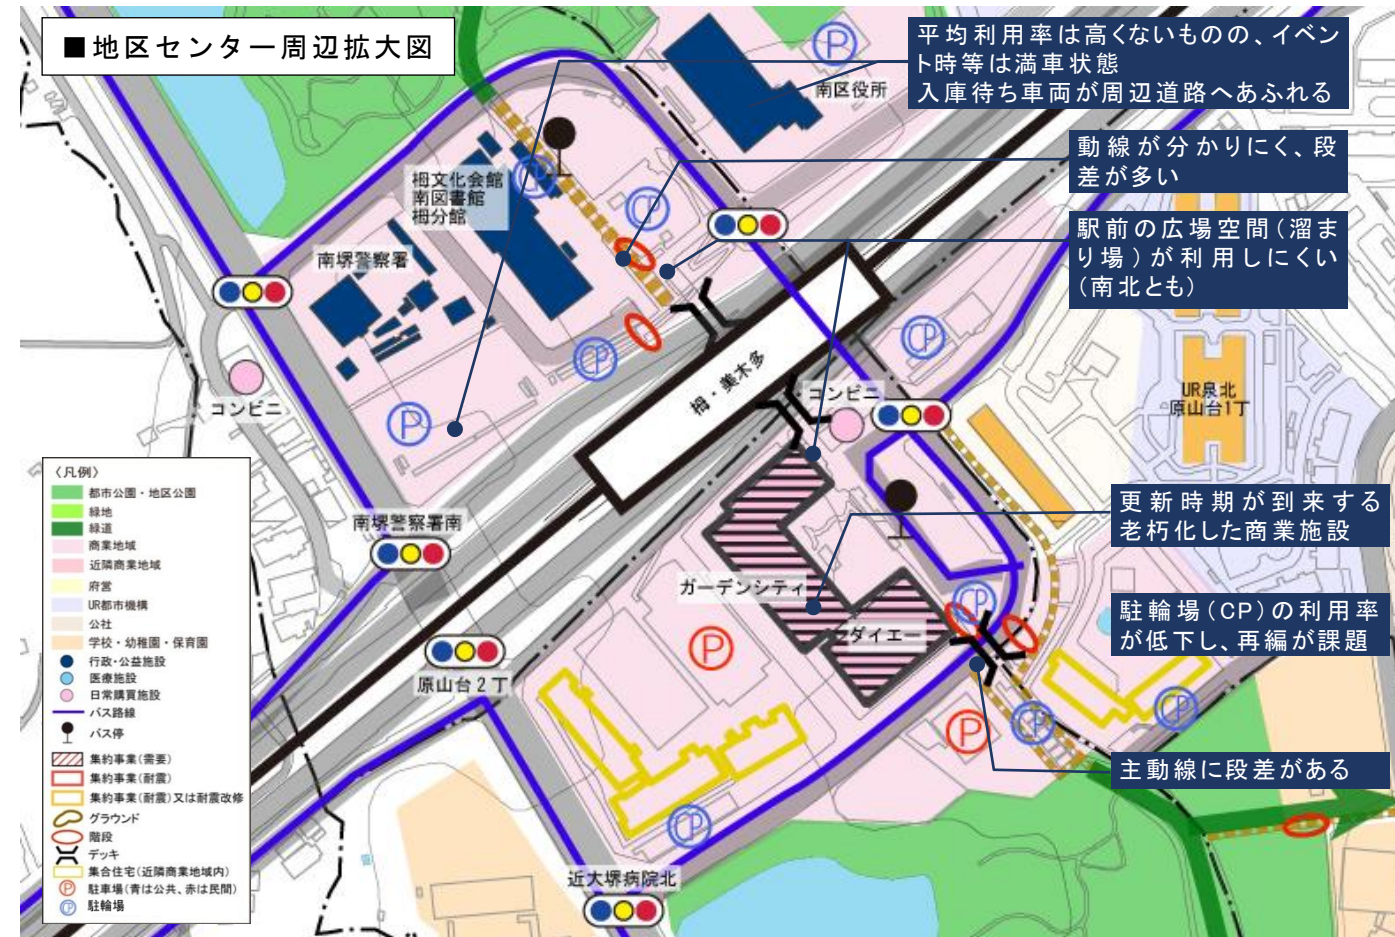 ■地区センター周辺拡大図
平均利用率は高くないものの、イベン
ト時等は満車状態
入庫待ち車両が周辺道路へあふれる
動線が分かりにく、段
差が多い
駅前の広場空間(溜ま
り場)が利用しにくい
(南北とも)
更新時期が到来する
老朽化した商業施設
駐輪場(CP)の利用率
が低下し、再編が課題
主動線に段差がある
P
南区役所
栂文化会館
南図書館
栂分館
CP
CP
南堺警察署
CP
CP
P
コンビニ
栂・美木多
コンビニ
UR泉北
原山台1丁
南堺警察署南
ガーデンシティ
ダイエー
CP
P
原山台2丁
P
CP
CP
CP
近大堺病院北
〈凡例〉
都市公園・地区公園
緑地
緑道
商業地域
近隣商業地域
府営
UR都市機構
公社
学校・幼稚園・保育園
行政・公益施設
医療施設
日常購買施設
バス路線
バス停
集約事業(需要)
集約事業(耐震)
集約事業(耐震)又は耐震改修
グラウンド
階段
デッキ
集合住宅(近隣商業地域内)
P 駐車場(青は公共、赤は民間)
CP 駐輪場